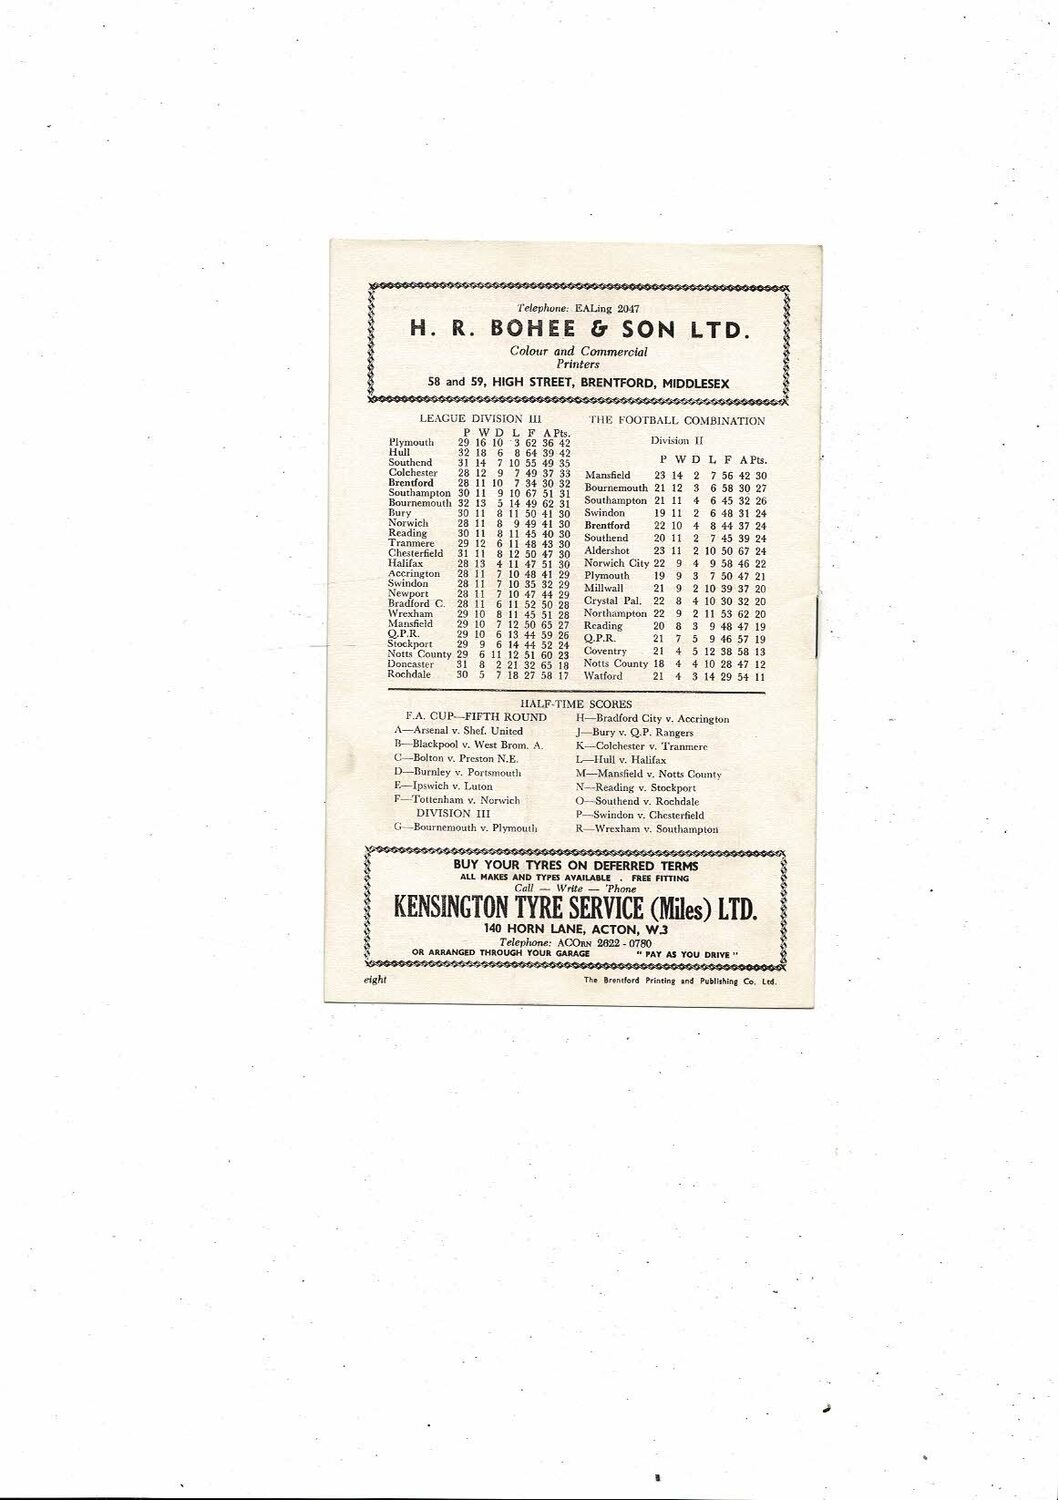 Telephone: EALing 2047
H. R. BOHEE & SON LTD.
Colour and Commercial
Printers
58 and 59, HIGH STREET, BRENTFORD, MIDDLESEX
LEAGUE DIVISION III
P W D L F A Pts.
Plymouth 29 16 10 3 62 36 42
Hull 32 18 6 8 64 39 42
Southend 31 14 7 10 55 49 35
Colchester 28 12 9 7 49 37 33
Brentford 28 11 10 7 34 30 32
Southampton 30 11 9 10 67 51 31
Bournemouth 32 13 5 14 49 62 31
Bury 30 11 8 11 50 41 30
Norwich 28 11 8 9 49 41 30
Reading 30 11 8 11 45 40 30
Tranmere 29 12 6 11 48 43 30
Chesterfield 31 11 8 12 50 47 30
Halifax 28 13 4 11 47 51 30
Accrington 28 11 7 10 48 41 29
Swindon 28 11 7 10 35 32 29
Newport 28 11 7 10 47 44 29
Bradford C. 28 11 6 11 52 50 28
Wrexham 29 10 8 11 45 51 28
Mansfield 29 10 7 12 50 65 27
Q.P.R. 29 10 6 13 44 59 26
Stockport 29 9 6 14 44 52 24
Notts County 29 6 11 12 51 60 23
Doncaster 31 8 2 21 32 65 18
Rochdale 30 5 7 18 27 58 17
THE FOOTBALL COMBINATION
Division II
P W D L F A Pts.
Mansfield 23 14 2 7 56 42 30
Bournemouth 21 12 3 6 58 30 27
Southampton 21 11 4 6 45 32 26
Swindon 19 11 2 6 48 31 24
Brentford 22 10 4 8 44 37 24
Southend 20 11 2 7 45 39 24
Aldershot 23 11 2 10 50 67 24
Norwich City 22 9 4 9 58 46 22
Plymouth 19 9 3 7 50 47 21
Millwall 21 9 2 10 39 37 20
Crystal Pal. 22 8 4 10 30 32 20
Northampton 22 9 2 11 53 62 20
Reading 20 8 3 9 48 47 19
Q.P.R. 21 7 5 9 46 57 19
Coventry 21 4 5 12 38 58 13
Notts County 18 4 4 10 28 47 12
Watford 21 4 3 14 29 54 11
HALF-TIME SCORES
F.A. CUP—FIFTH ROUND
A—Arsenal v. Shef. United
B—Blackpool v. West Brom. A.
C—Bolton v. Preston N.E.
D—Burnley v. Portsmouth
E—Ipswich v. Luton
F—Tottenham v. Norwich
DIVISION III
G—Bournemouth v. Plymouth
H—Bradford City v. Accrington
J—Bury v. Q.P. Rangers
K—Colchester v. Tranmere
L—Hull v. Halifax
M—Mansfield v. Notts County
N—Reading v. Stockport
O—Southend v. Rochdale
P—Swindon v. Chesterfield
R—Wrexham v. Southampton
BUY YOUR TYRES ON DEFERRED TERMS
ALL MAKES AND TYPES AVAILABLE . FREE FITTING
Call — Write — 'Phone
KENSINGTON TYRE SERVICE (Miles) LTD.
140 HORN LANE, ACTON, W.3
Telephone: ACORN 2622 - 0780
OR ARRANGED THROUGH YOUR GARAGE " PAY AS YOU DRIVE "
eight
The Brentford Printing and Publishing Co. Ltd.